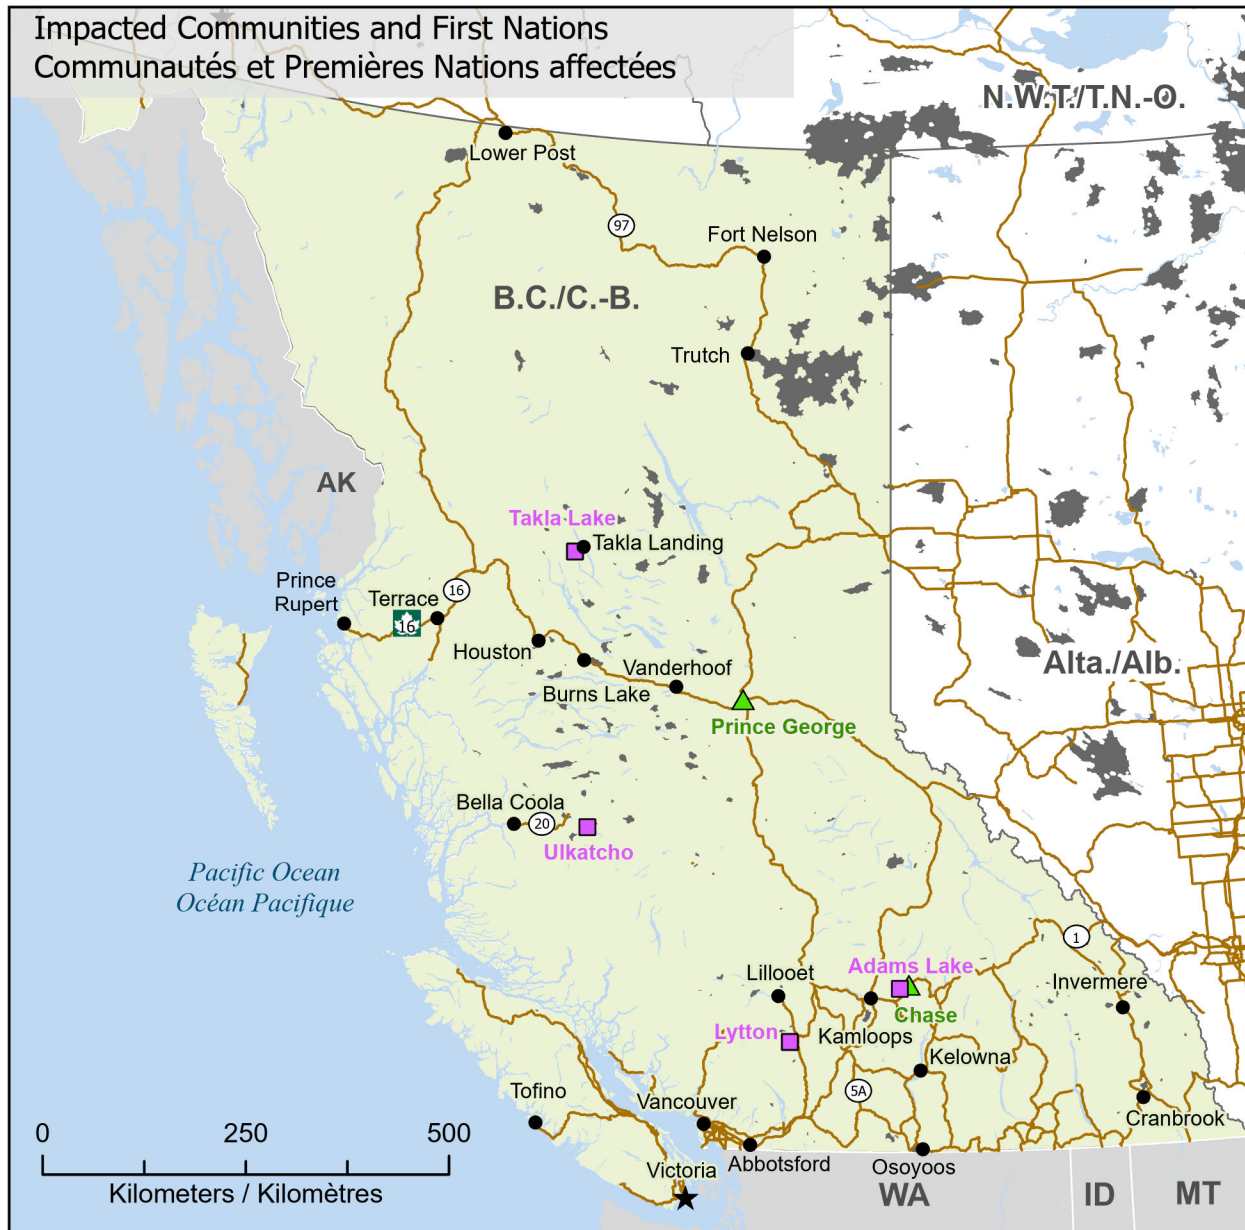 Impacted Communities and First Nations
Communautés et Premières Nations affectées
N.W.T./T.N.-O.
Lower Post
97
Fort Nelson
B.C./C.-B.
Trutch
AK
Takla Lake
Takla Landing
Prince
Rupert
Terrace
16
16
Houston
Vanderhoof
Burns Lake
Alta./Alb.
Prince George
Bella Coola
20
Ulkatcho
Pacific Ocean
Océan Pacifique
1
Lillooet
Adams Lake
Invermere
Chase
Lytton
Kamloops
Kelowna
5A
Tofino
Vancouver
Cranbrook
0
250
500
Kilometers / Kilomètres
Victoria
Abbotsford
Osoyoos
WA
ID
MT